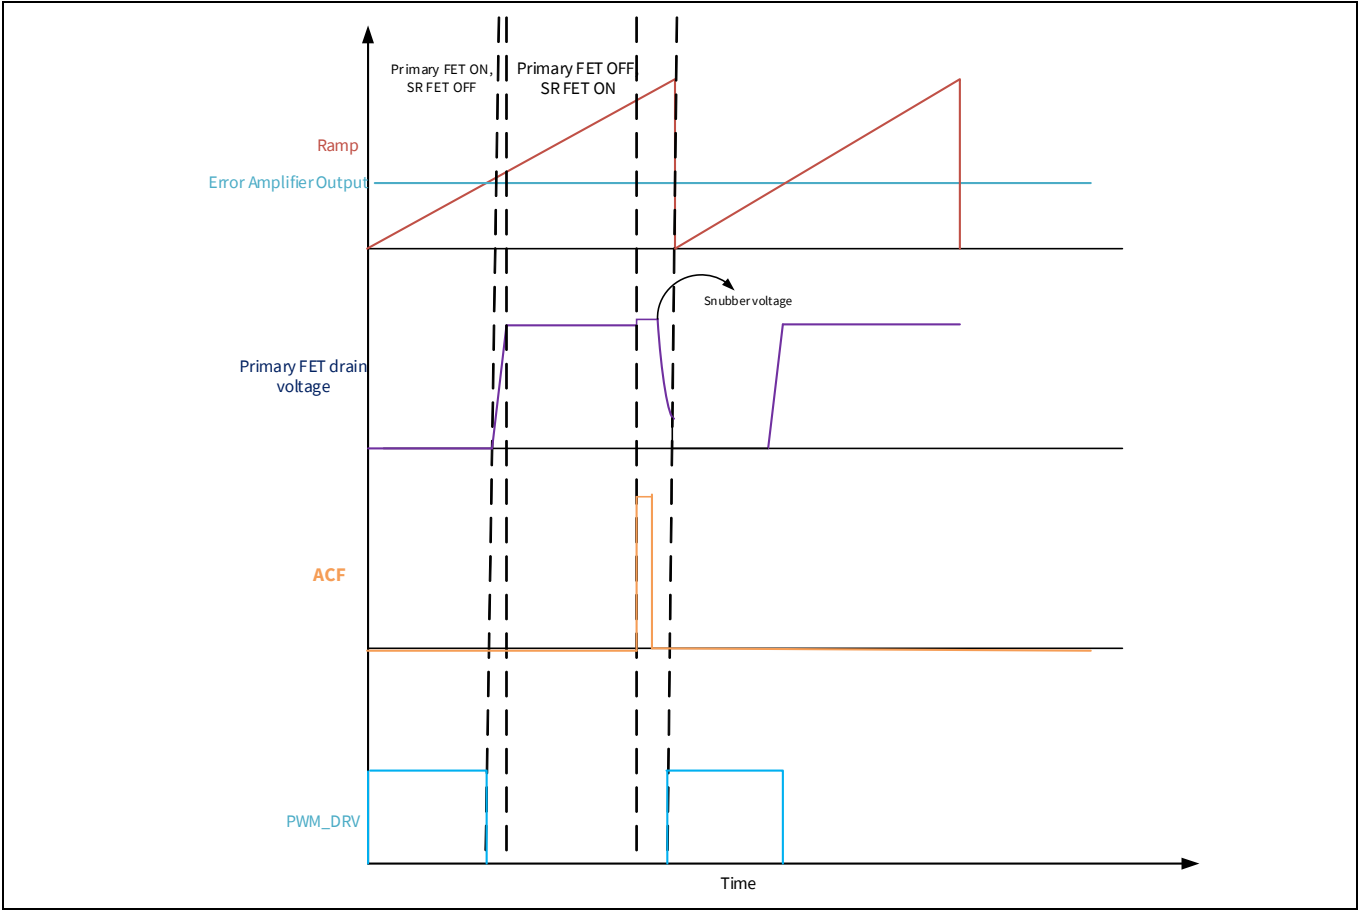 Primary FET ON,
SR FET OFF
Primary FET OFF
SR FET ON
Ramp
Error Amplifier Output
Snubber voltage
Primary FET drain
voltage
ACF
PWM_DRV
Time